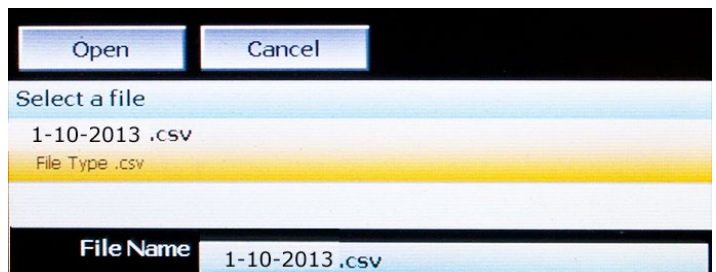 Open Cancel
Select a file
1-10-2013 .csv
File Type .csv
File Name 1-10-2013 .csv